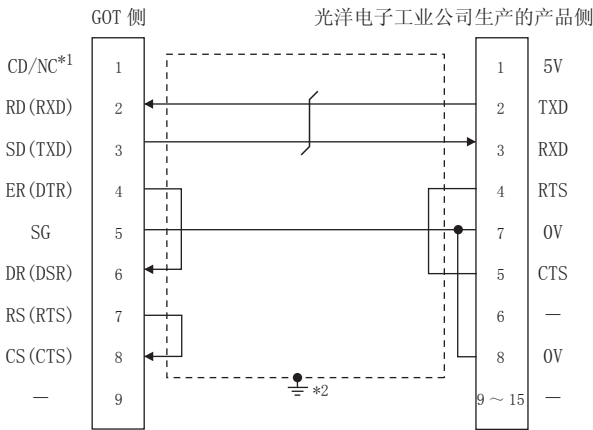 GOT 侧 光洋电子工业公司生产的产品侧
CD/NC*1 1 1 5V
RD(RXD) 2 2 TXD
SD(TXD) 3 3 RXD
ER(DTR) 4 4 RTS
SG 5 7 0V
DR(DSR) 6 5 CTS
RS(RTS) 7 6 —
CS(CTS) 8 8 0V
*2
— 9 9 ～ 15 —